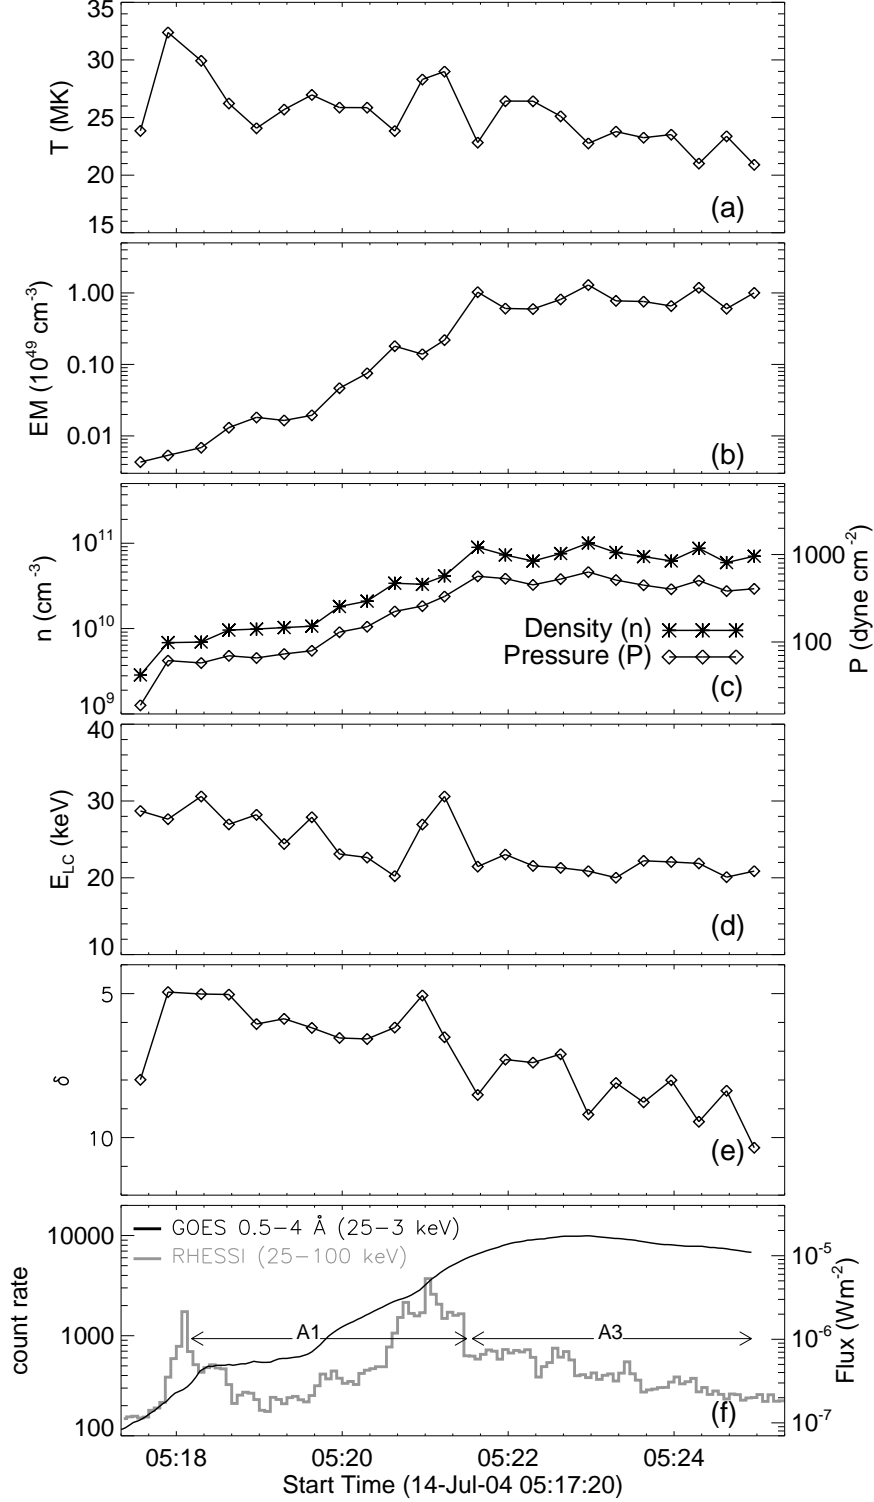 35
30
25
20
15
T (MK)
(a)
1.00
0.10
0.01
EM (10^49 cm^-3)
(b)
10^11
10^10
10^9
n (cm^-3)
1000
100
P (dyne cm^-2)
Density (n)
Pressure (P)
(c)
40
30
20
10
E_LC (keV)
(d)
5
10
δ
(e)
10000
1000
100
count rate
GOES 0.5−4 Å (25−3 keV)
RHESSI (25−100 keV)
A1
A3
10^-5
10^-6
10^-7
Flux (Wm^-2)
(f)
05:18 05:20 05:22 05:24
Start Time (14-Jul-04 05:17:20)